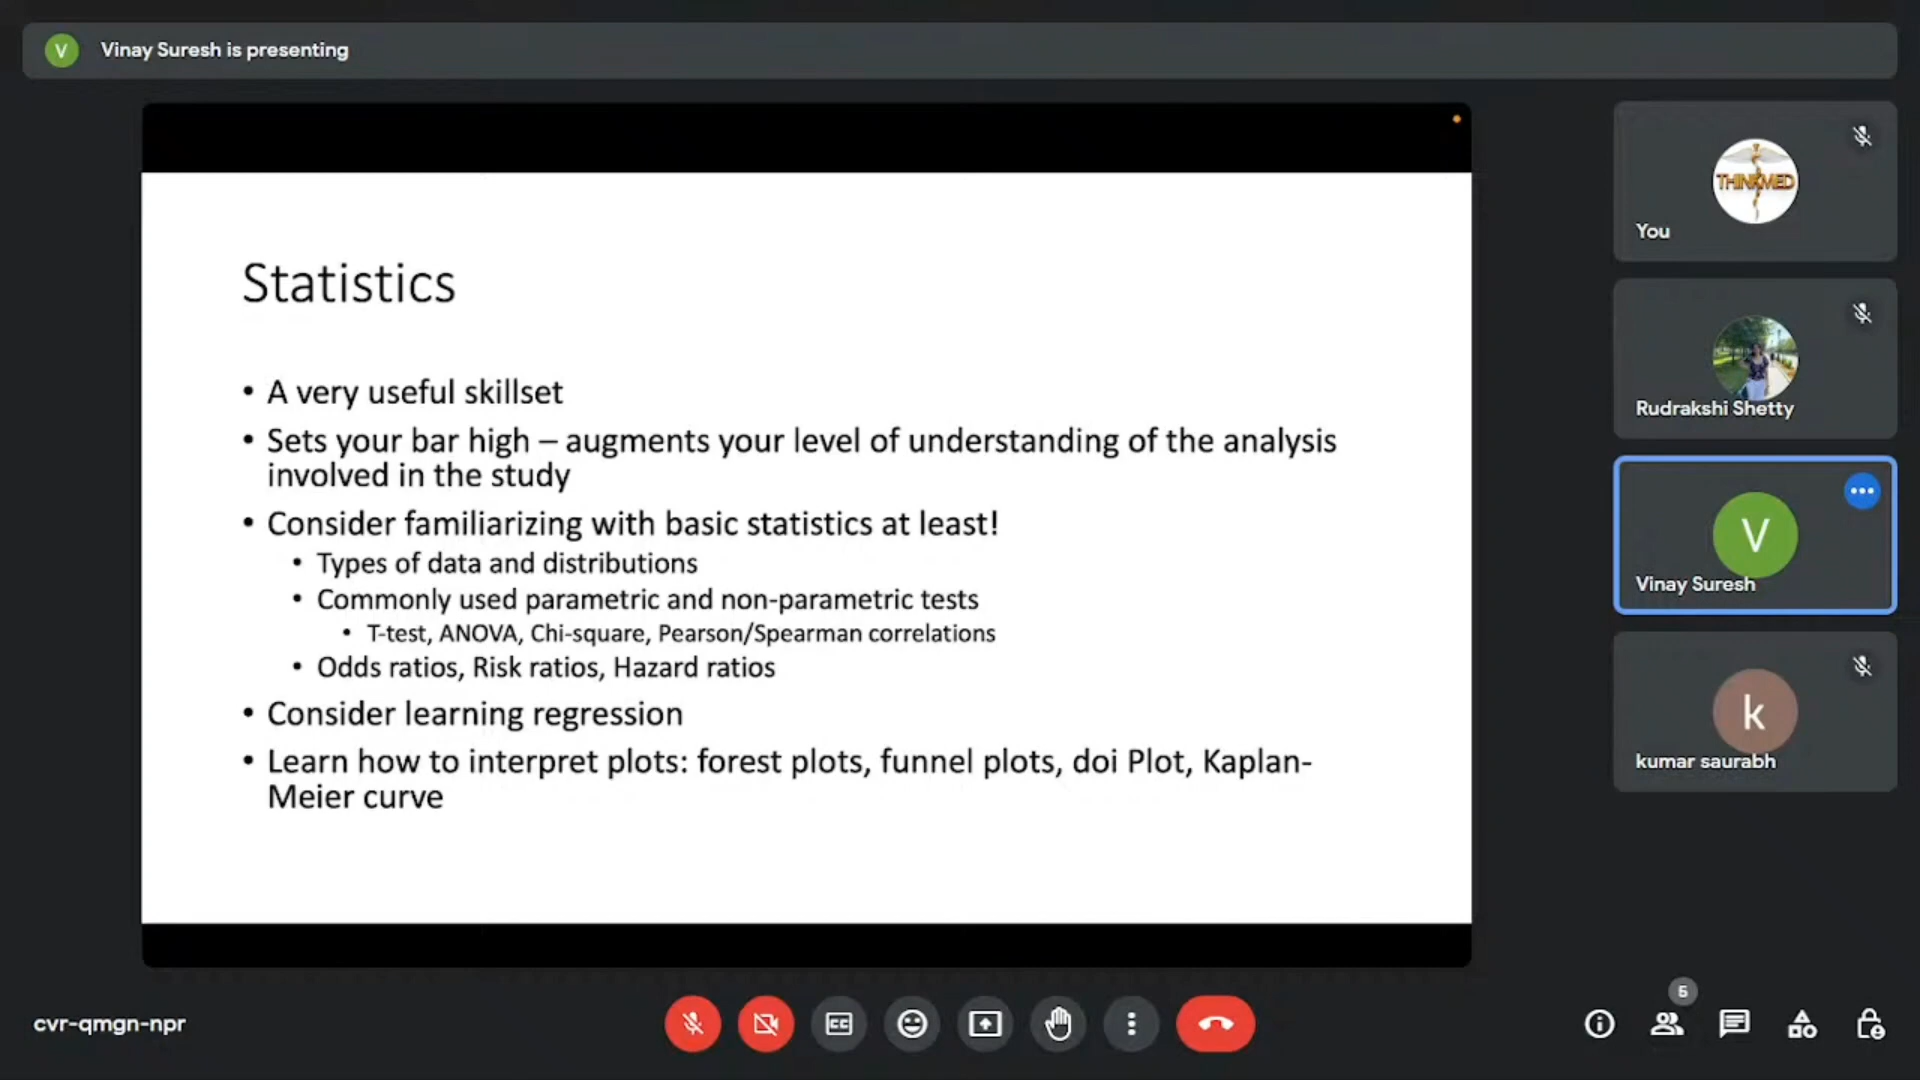 V
Vinay Suresh is presenting
Statistics
• A very useful skillset
• Sets your bar high – augments your level of understanding of the analysis
involved in the study
• Consider familiarizing with basic statistics at least!
• Types of data and distributions
• Commonly used parametric and non-parametric tests
• T-test, ANOVA, Chi-square, Pearson/Spearman correlations
• Odds ratios, Risk ratios, Hazard ratios
• Consider learning regression
• Learn how to interpret plots: forest plots, funnel plots, doi Plot, Kaplan-
Meier curve
THINKMED
You
Rudrakshi Shetty
V
Vinay Suresh
k
kumar saurabh
cvr-qmgn-npr
CC
5